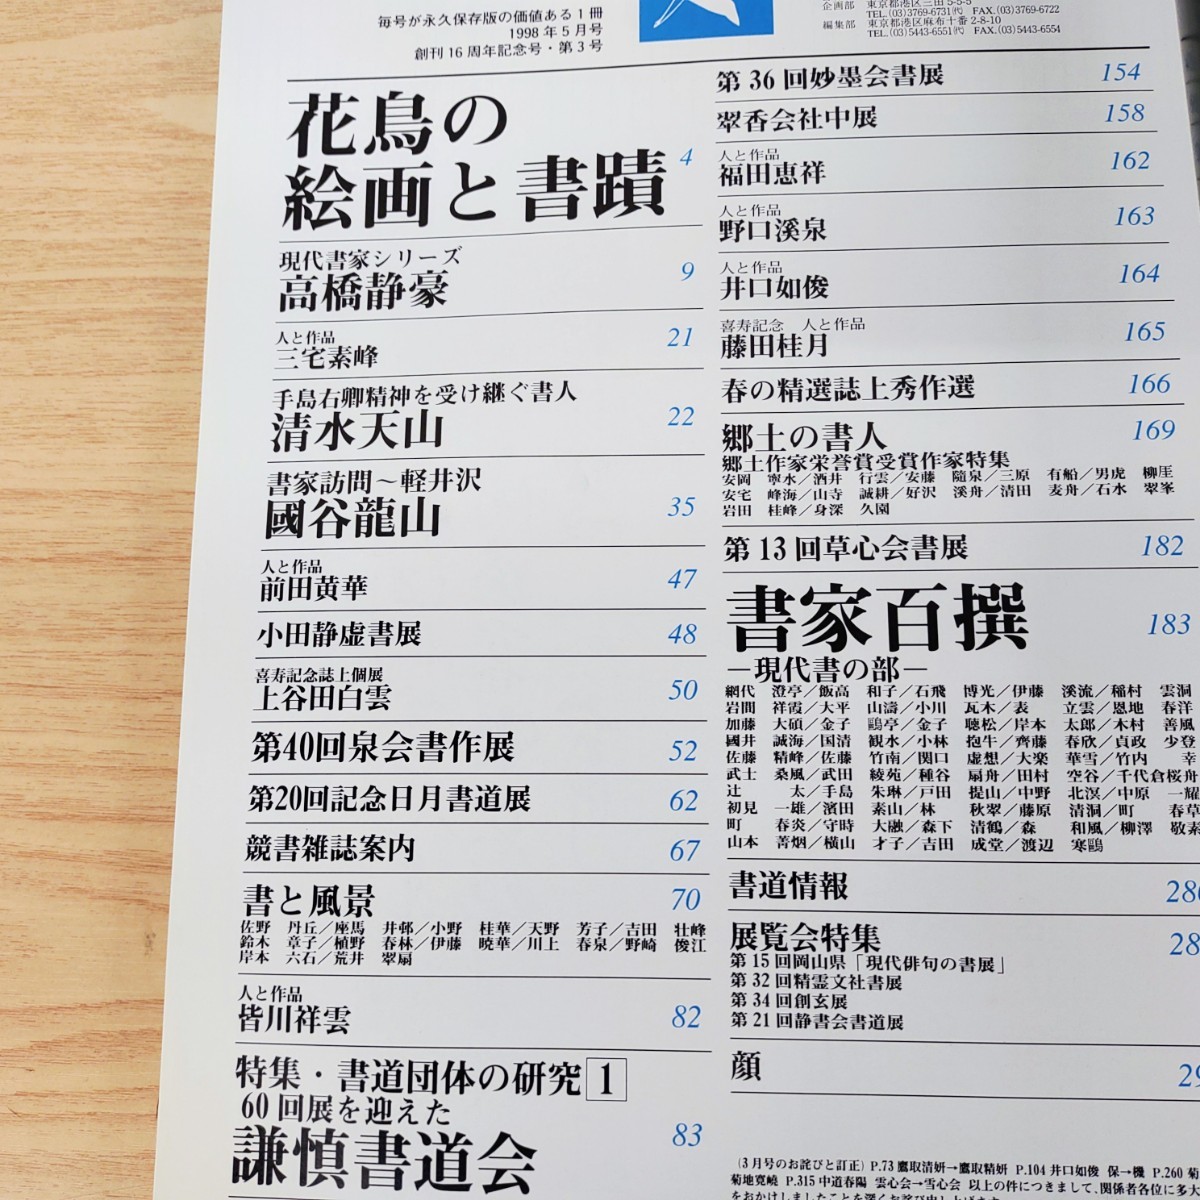 毎号が永久保存版の価値ある1冊
1998年5月号
創刊16周年記念号・第3号
企画部 東京都港区三田5-5-5
TEL.(03)3769-6731㈹ FAX.(03)3769-6722
編集部 東京都港区麻布十番2-8-10
TEL.(03)5443-6551㈹ FAX.(03)5443-6554
花鳥の
絵画と書蹟 4
現代書家シリーズ
高橋静豪 9
人と作品
三宅素峰 21
手島右卿精神を受け継ぐ書人
清水天山 22
書家訪問〜軽井沢
國谷龍山 35
人と作品
前田黄華 47
小田静虚書展 48
喜寿記念誌上個展
上谷田白雲 50
第40回泉会書作展 52
第20回記念日月書道展 62
競書雑誌案内 67
書と風景 70
佐野 丹丘／座馬 井邨／小野 桂華／天野 芳子／吉田 壮峰
鈴木 章子／植野 春林／伊藤 暁華／川上 春泉／野崎 俊江
岸本 六石／荒井 翠扇
人と作品
皆川祥雲 82
特集・書道団体の研究1
60回展を迎えた
謙慎書道会 83
第36回妙墨会書展 154
翠香会社中展 158
人と作品
福田恵祥 162
人と作品
野口溪泉 163
人と作品
井口如俊 164
喜寿記念 人と作品
藤田桂月 165
春の精選誌上秀作選 166
郷土の書人 169
郷土作家栄誉賞受賞作家特集
安岡 寧水／酒井 行雲／安藤 隨泉／三原 有船／男虎 柳厓
安宅 峰海／山寺 誠耕／好沢 溪舟／清田 麦舟／石水 翠峯
岩田 桂峰／身深 久園
第13回草心会書展 182
書家百撰 183
―現代書の部―
網代 澄亭／飯高 和子／石飛 博光／伊藤 溪流／稲村 雲洞
岩間 祥霞／大平 山濤／小川 瓦木／表 立雲／恩地 春洋
加藤 大碩／金子 鷗亭／金子 聴松／岸本 太郎／木村 善風
國井 誠海／国清 観水／小林 抱牛／齊藤 春欣／貞政 少登
佐藤 精峰／佐藤 竹南／関口 虚想／大楽 華雪／竹内 幸
武士 桑風／武田 綾苑／種谷 扇舟／田村 空谷／千代倉桜舟
辻 太／手島 朱琳／戸田 提山／中野 北溟／中原 一耀
初見 一雄／濱田 素山／林 秋翠／藤原 清洞／町 春草
町 春炎／守時 大融／森下 清鶴／森 和風／柳澤 敬素
山本 菁烟／横山 才子／吉田 成堂／渡辺 寒鷗
書道情報
展覧会特集
第15回岡山県「現代俳句の書展」
第32回精霊文社書展
第34回創玄展
第21回静書会書道展
顔
（3月号のお詫びと訂正）P.73鷹取清妍→鷹取精妍 P.104井口如俊 保→機 P.260菊
菊地寛嶢 P.315中道春陽 雲心会→雪心会 以上の件につきまして、関係者各位に多大